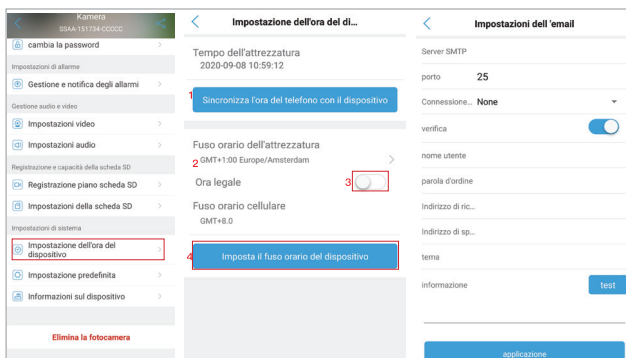 Kamera
SSAA-151734-CCCCC
cambia la password
Impostazioni di allarme
Gestione e notifica degli allarmi
Gestione audio e video
Impostazioni video
Impostazioni audio
Registrazione e capacità della scheda SD
Registrazione piano scheda SD
Impostazioni della scheda SD
Impostazioni di sistema
Impostazione dell'ora del
dispositivo
Impostazione predefinita
Informazioni sul dispositivo
Elimina la fotocamera
Impostazione dell'ora del di...
Tempo dell'attrezzatura
2020-09-08 10:59:12
1 Sincronizza l'ora del telefono con il dispositivo
Fuso orario dell'attrezzatura
2 GMT+1:00 Europe/Amsterdam
Ora legale 3
Fuso orario cellulare
GMT+8.0
4 Imposta il fuso orario del dispositivo
Impostazioni dell 'email
Server SMTP
porto 25
Connessione... None
verifica
nome utente
parola d'ordine
Indirizzo di ric...
Indirizzo di sp...
tema
informazione test
applicazione